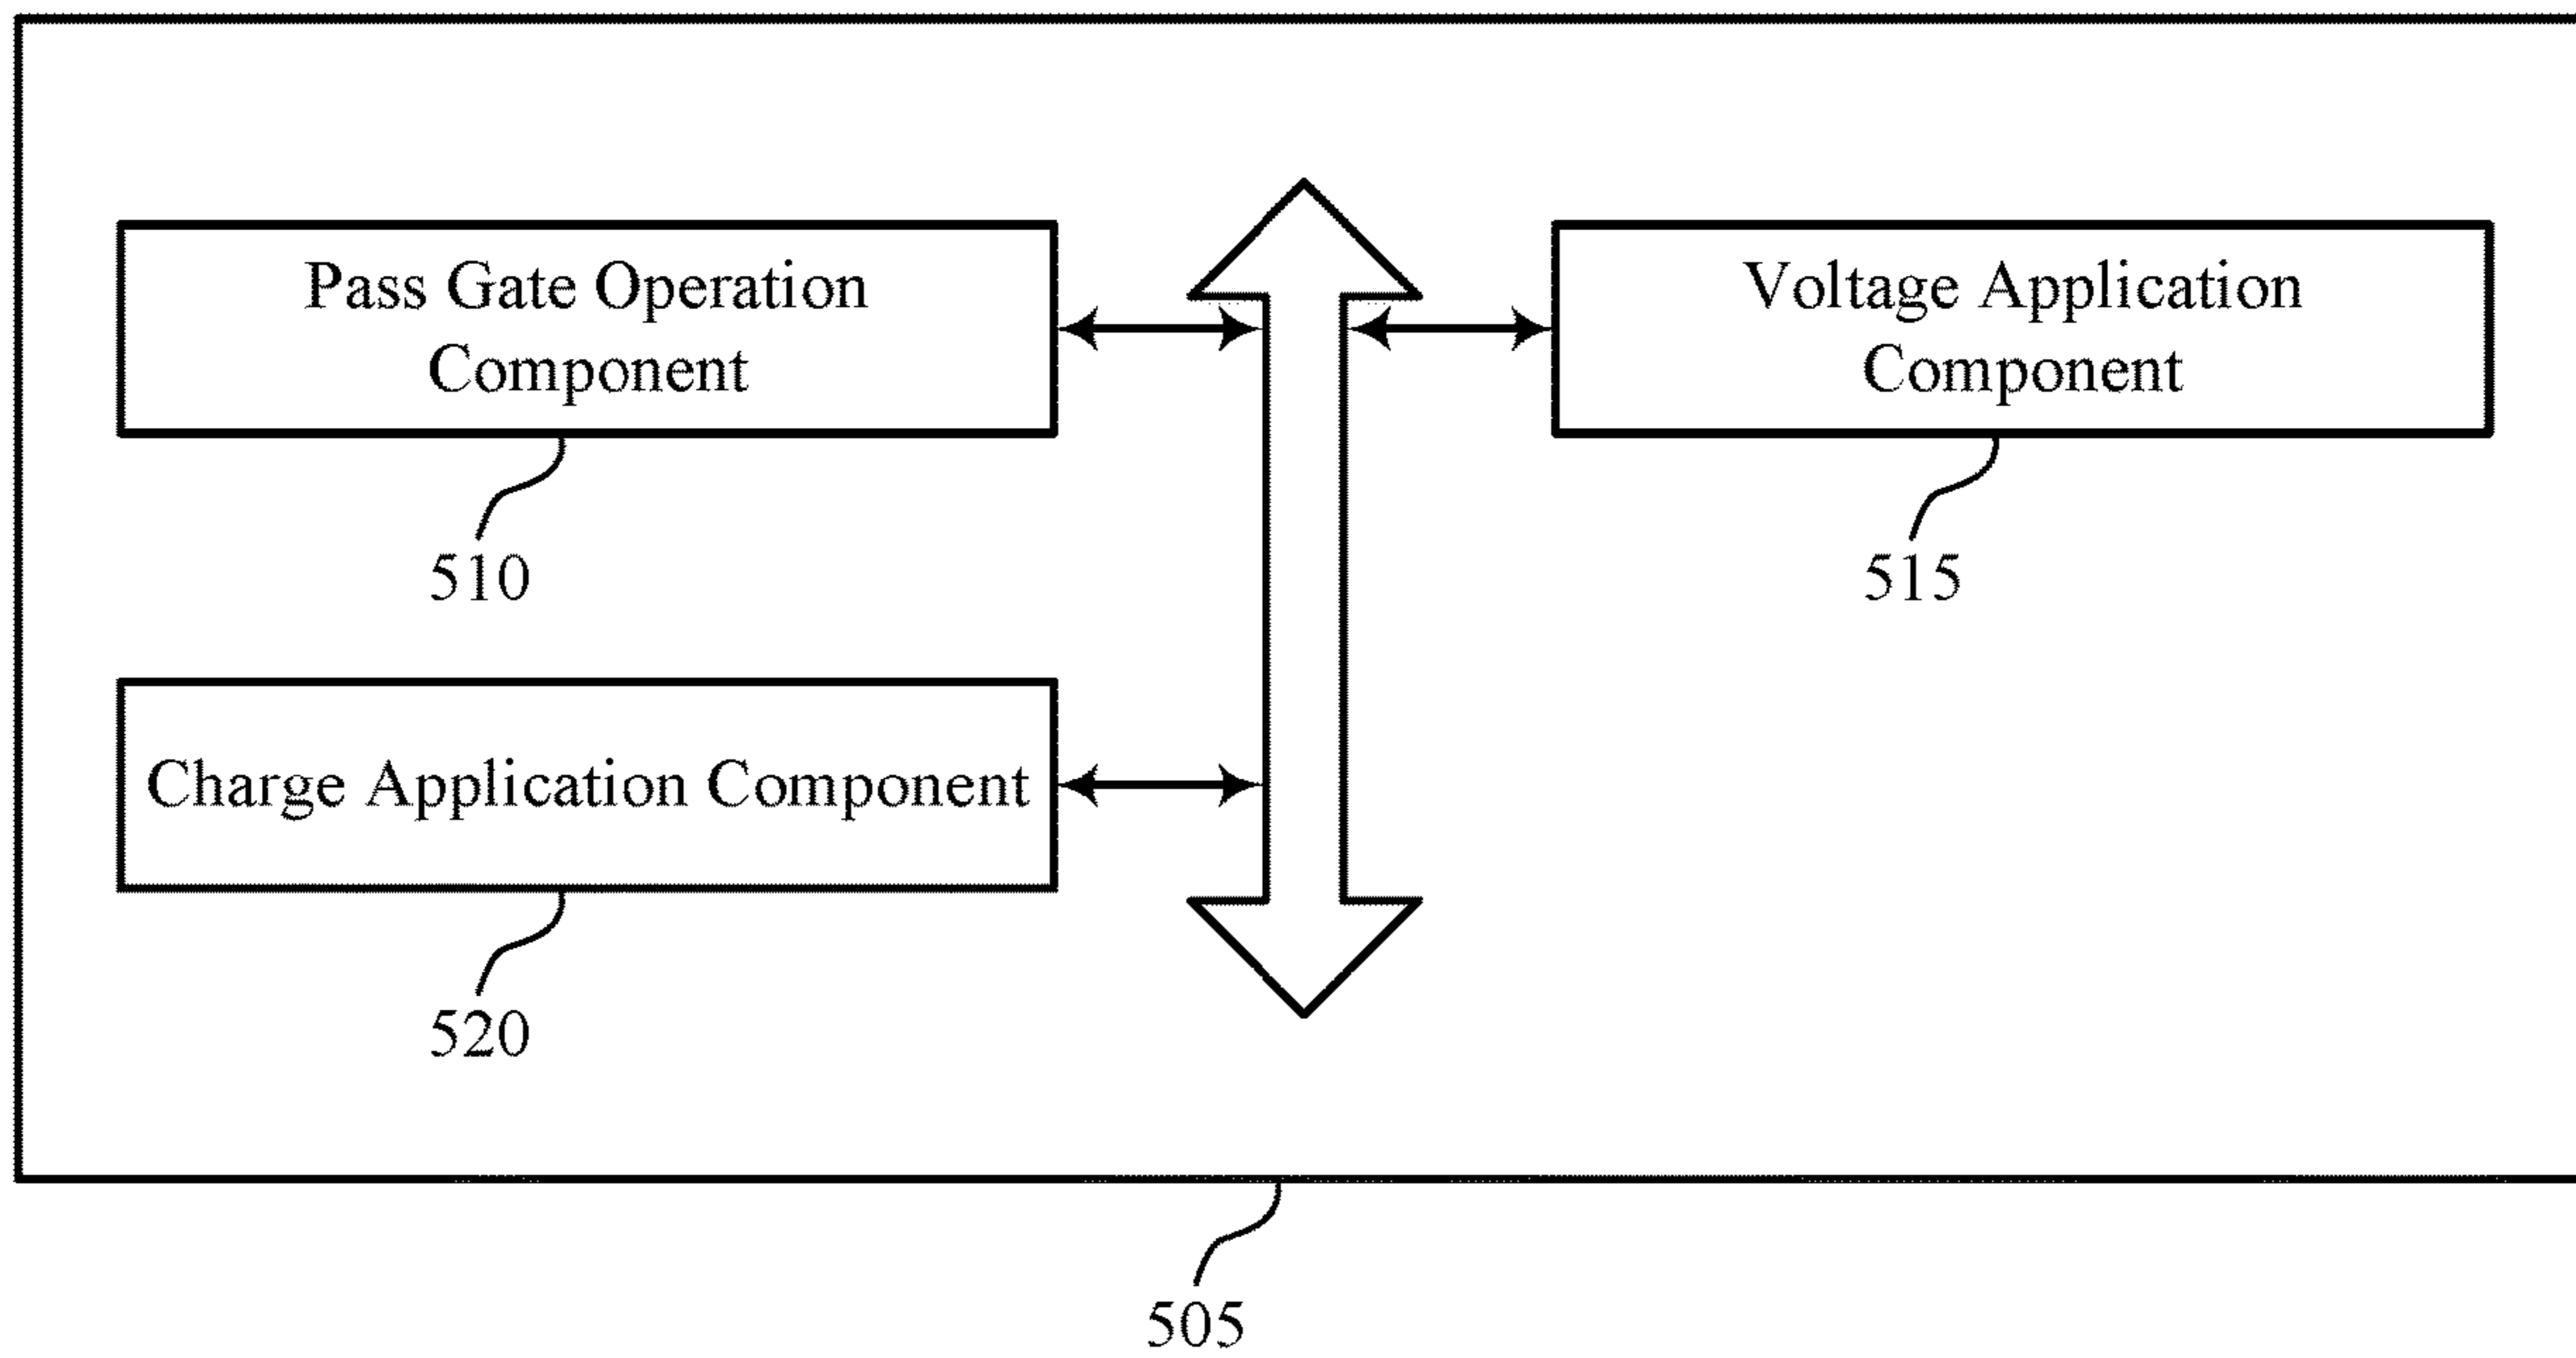 Pass Gate Operation
Component
510
Voltage Application
Component
515
Charge Application Component
520
505